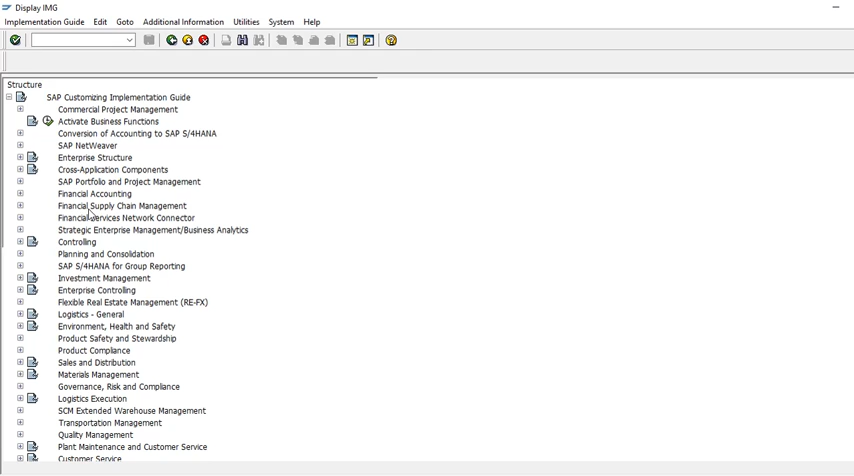 Display IMG
Implementation Guide Edit Goto Additional Information Utilities System Help
Structure
SAP Customizing Implementation Guide
Commercial Project Management
Activate Business Functions
Conversion of Accounting to SAP S/4HANA
SAP NetWeaver
Enterprise Structure
Cross-Application Components
SAP Portfolio and Project Management
Financial Accounting
Financial Supply Chain Management
Financial Services Network Connector
Strategic Enterprise Management/Business Analytics
Controlling
Planning and Consolidation
SAP S/4HANA for Group Reporting
Investment Management
Enterprise Controlling
Flexible Real Estate Management (RE-FX)
Logistics - General
Environment, Health and Safety
Product Safety and Stewardship
Product Compliance
Sales and Distribution
Materials Management
Governance, Risk and Compliance
Logistics Execution
SCM Extended Warehouse Management
Transportation Management
Quality Management
Plant Maintenance and Customer Service
Customer Service